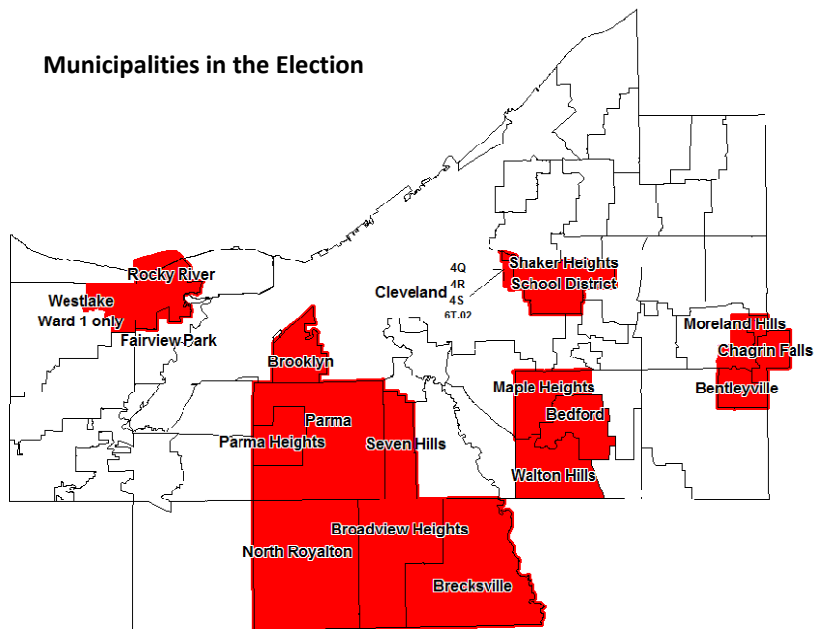 Municipalities in the Election
Rocky River
Westlake
Ward 1 only
Fairview Park
Cleveland
4Q
4R
4S
6T,02
Shaker Heights
School District
Moreland Hills
Chagrin Falls
Bentleyville
Brooklyn
Maple Heights
Bedford
Parma
Parma Heights
Seven Hills
Walton Hills
Broadview Heights
North Royalton
Brecksville